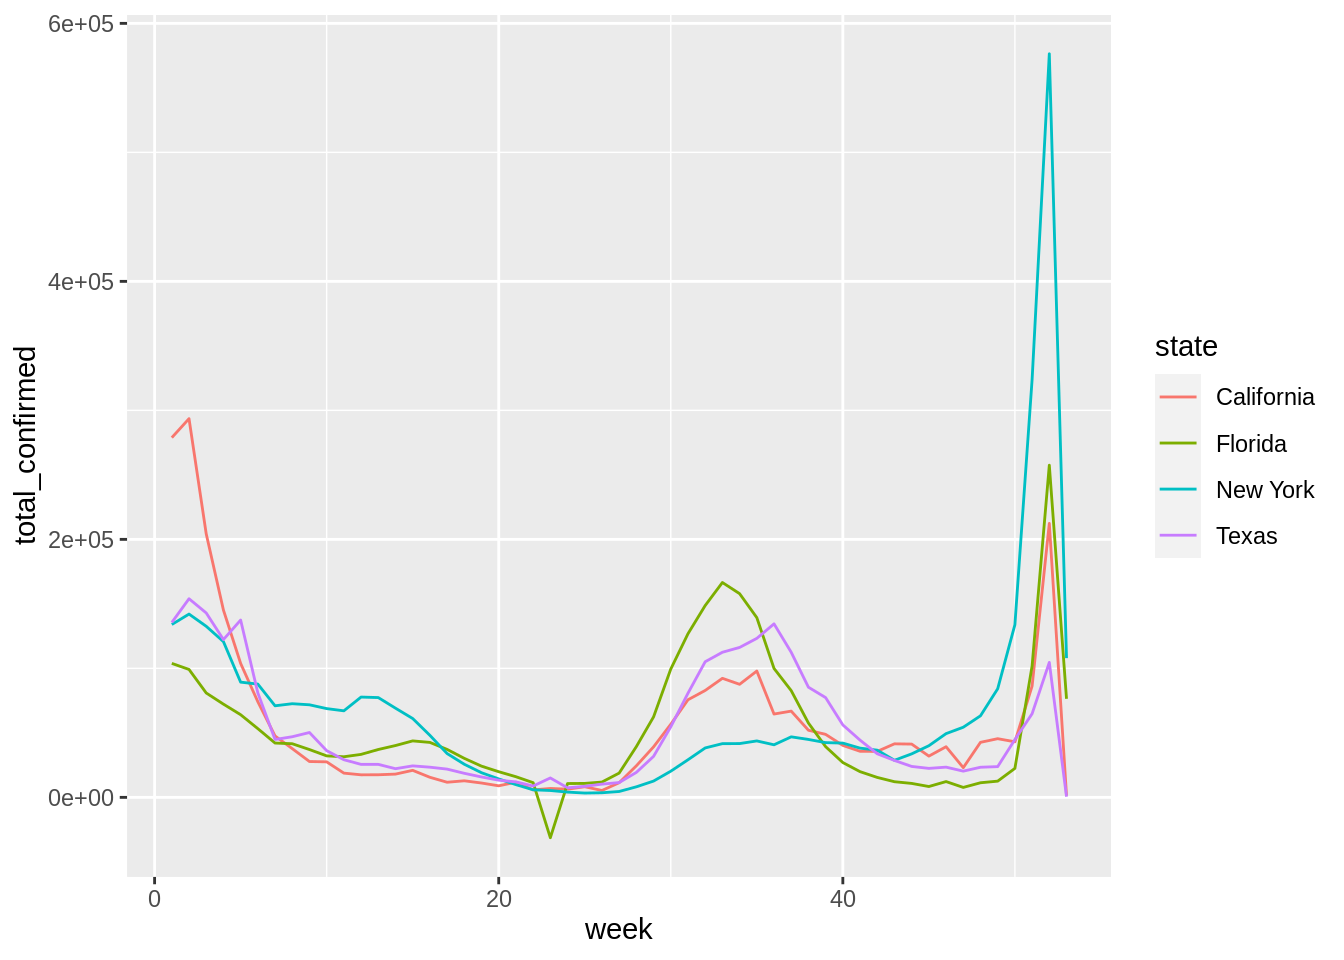 6e+05
4e+05
2e+05
0e+00
total_confirmed
0
20
40
week
state
California
Florida
New York
Texas